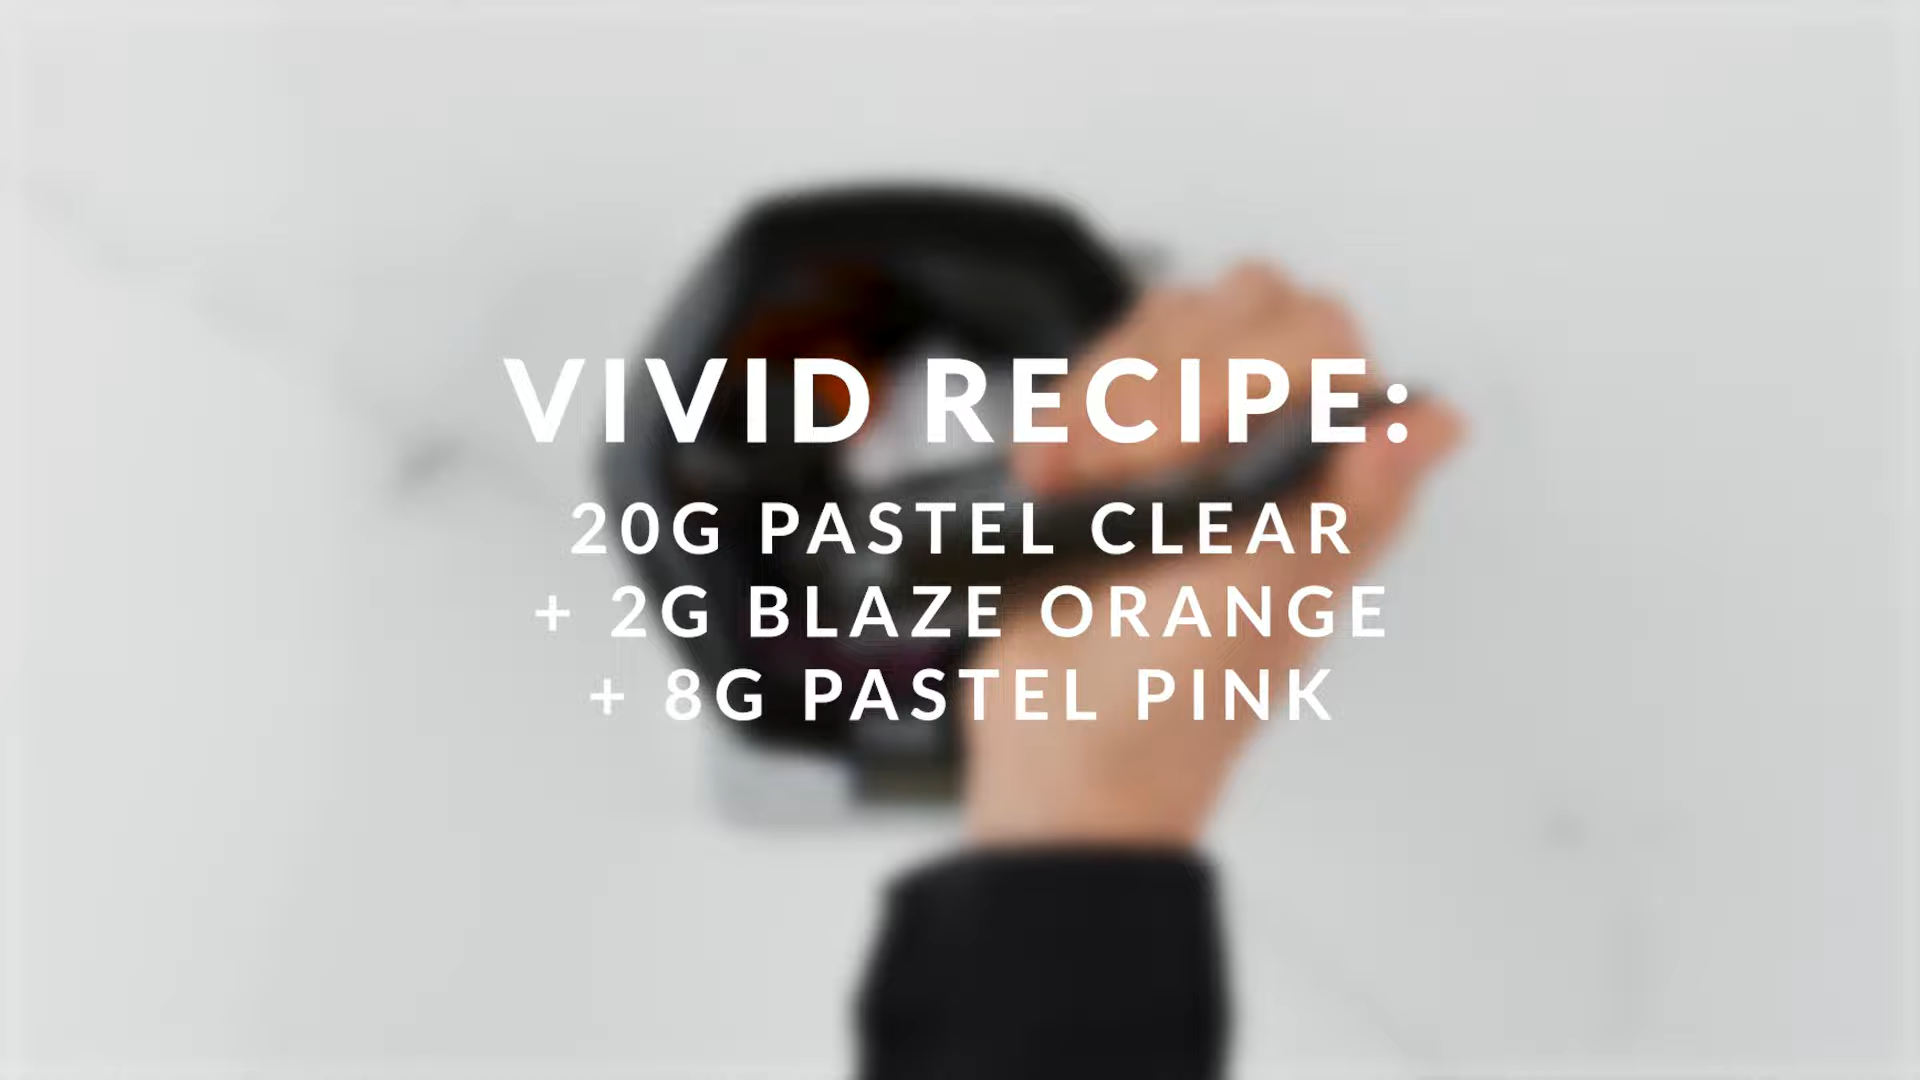 VIVID RECIPE:
20G PASTEL CLEAR
+ 2G BLAZE ORANGE
+ 8G PASTEL PINK